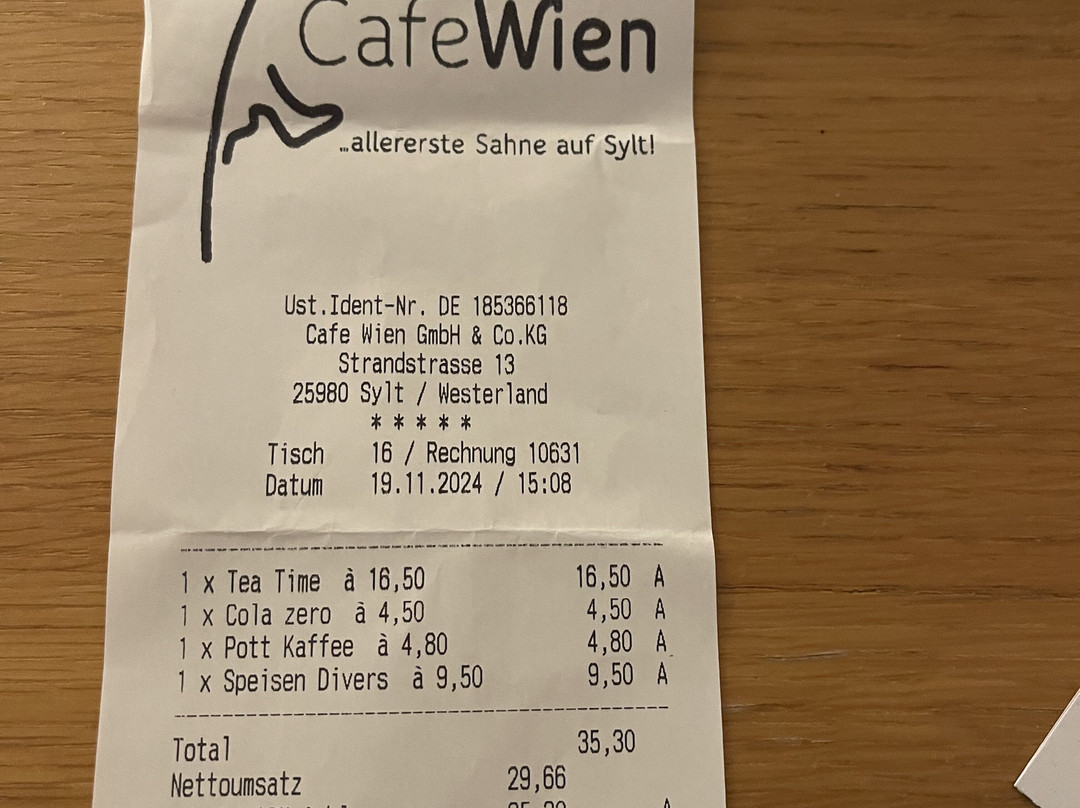 CafeWien
...allererste Sahne auf Sylt!
Ust.Ident-Nr. DE 185366118
Cafe Wien GmbH & Co.KG
Strandstrasse 13
25980 Sylt / Westerland
* * * * *
Tisch 16 / Rechnung 10631
Datum 19.11.2024 / 15:08
1 x Tea Time à 16,50 16,50 A
1 x Cola zero à 4,50 4,50 A
1 x Pott Kaffee à 4,80 4,80 A
1 x Speisen Divers à 9,50 9,50 A
Total 35,30
Nettoumsatz 29,66